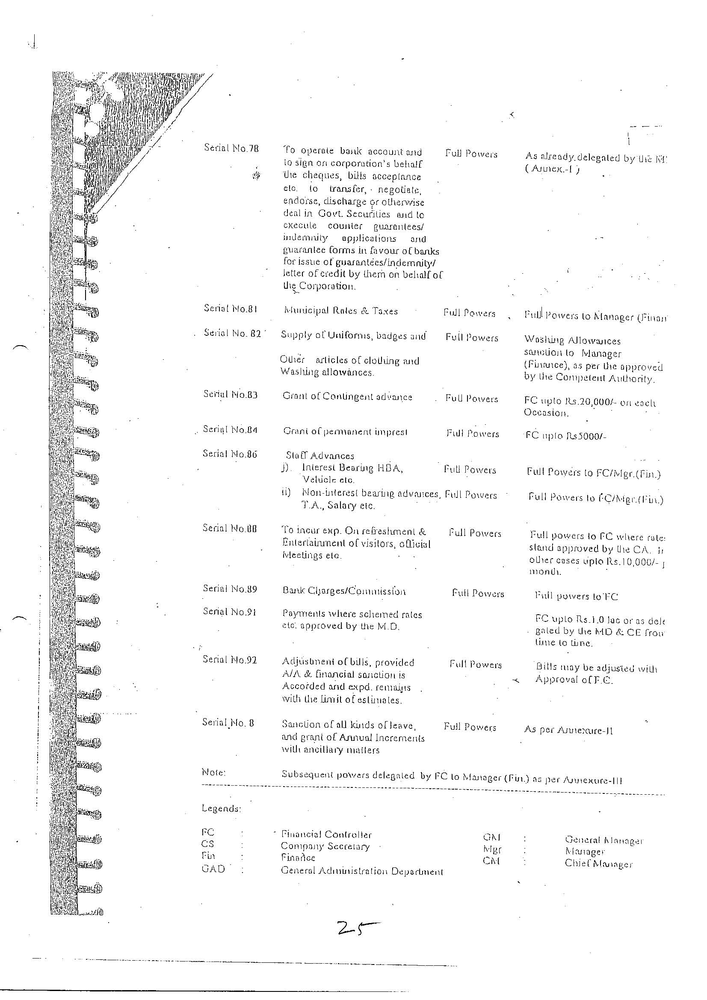 Serial No.78 To operate bank account and Full Powers As already delegated by the
to sign on corporation's behalf (Annex.-I)
the cheques, bills acceptance
etc. to transfer, negotiate,
endorse, discharge or otherwise
deal in Govt. Securities and to
execute counter guarantees/
indemnity applications and
guarantee forms in favour of banks
for issue of guarantees/indemnity/
letter of credit by them on behalf of
the Corporation.
Serial No.81 Municipal Rates & Taxes Full Powers Full Powers to Manager (Finan
Serial No. 82 Supply of Uniforms, badges and Full Powers Washing Allowances
sanction to Manager
Other articles of clothing and (Finance), as per the approved
Washing allowances. by the Competent Authority.
Serial No.83 Grant of Contingent advance Full Powers FC upto Rs.20,000/- on each
Occasion.
Serial No.84 Grant of permanent imprest Full Powers FC upto Rs5000/-
Serial No.86 Staff Advances
i). Interest Bearing HBA, Full Powers Full Powers to FC/Mgr.(Fin.)
Vehicle etc.
ii) Non-interest bearing advances, Full Powers Full Powers to FC/Mgr.(Fin.)
T.A., Salary etc.
Serial No.88 To incur exp. On refreshment & Full Powers Full powers to FC where rate
Entertainment of visitors, official stand approved by the CA.
Meetings etc. other cases upto Rs.10,000/-
month.
Serial No.89 Bank Charges/Commission Full Powers Full powers to FC
Serial No.91 Payments where schemed rates FC upto Rs.1.0 lac or as dele
etc. approved by the M.D. gated by the MD & CE from
time to time.
Serial No.92 Adjustment of bills, provided Full Powers Bills may be adjusted with
A/A & financial sanction is Approval of F.C.
Accorded and expd. remains
with the limit of estimates.
Serial No. 8 Sanction of all kinds of leave, Full Powers As per Annexure-II
and grant of Annual Increments
with ancillary matters
Note: Subsequent powers delegated by FC to Manager (Fin.) as per Annexure-III
Legends:
FC : Financial Controller GM : General Manager
CS : Company Secretary Mgr : Manager
Fin : Finance CM : Chief Manager
GAD : General Administration Department
25